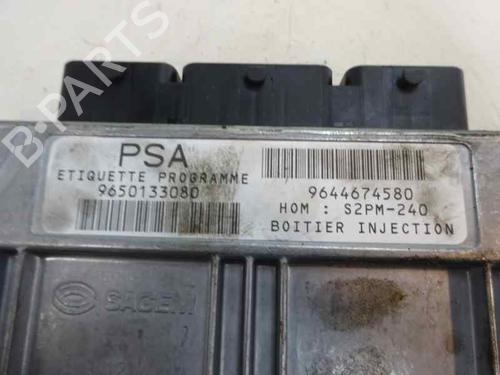 B-PARTS
PSA
ETIQUETTE PROGRAMME
9650133080
9644674580
HOM : S2PM-240
BOITIER INJECTION
SAGEM